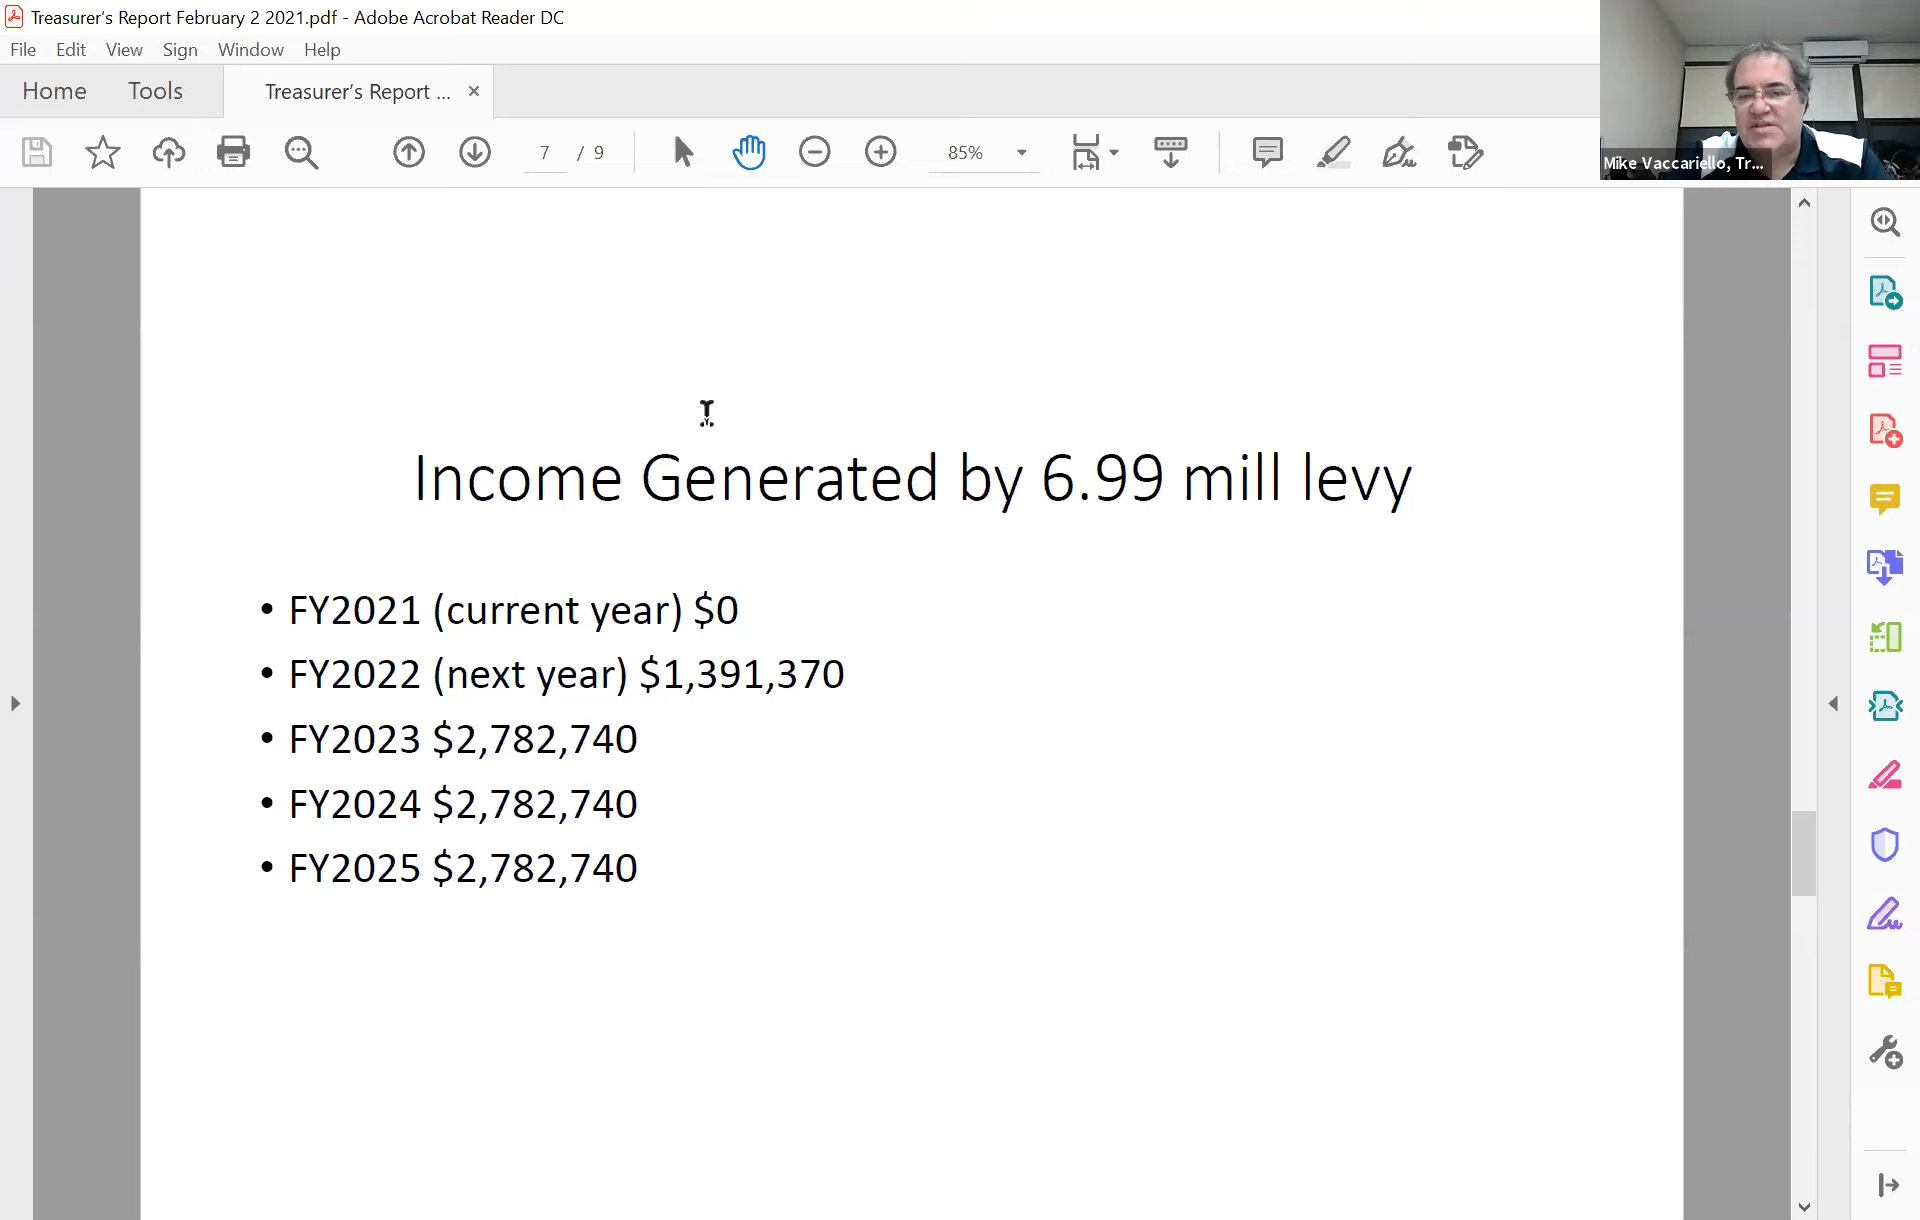 Treasurer's Report February 2 2021.pdf - Adobe Acrobat Reader DC
File Edit View Sign Window Help
Home Tools Treasurer's Report ... ×
7 / 9 85%
Mike Vaccariello, Tr...
Income Generated by 6.99 mill levy
• FY2021 (current year) $0
• FY2022 (next year) $1,391,370
• FY2023 $2,782,740
• FY2024 $2,782,740
• FY2025 $2,782,740